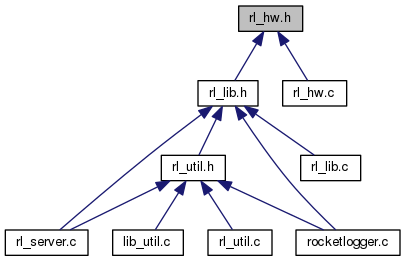 rl_hw.h
rl_lib.h
rl_hw.c
rl_util.h
rl_lib.c
rl_server.c
lib_util.c
rl_util.c
rocketlogger.c